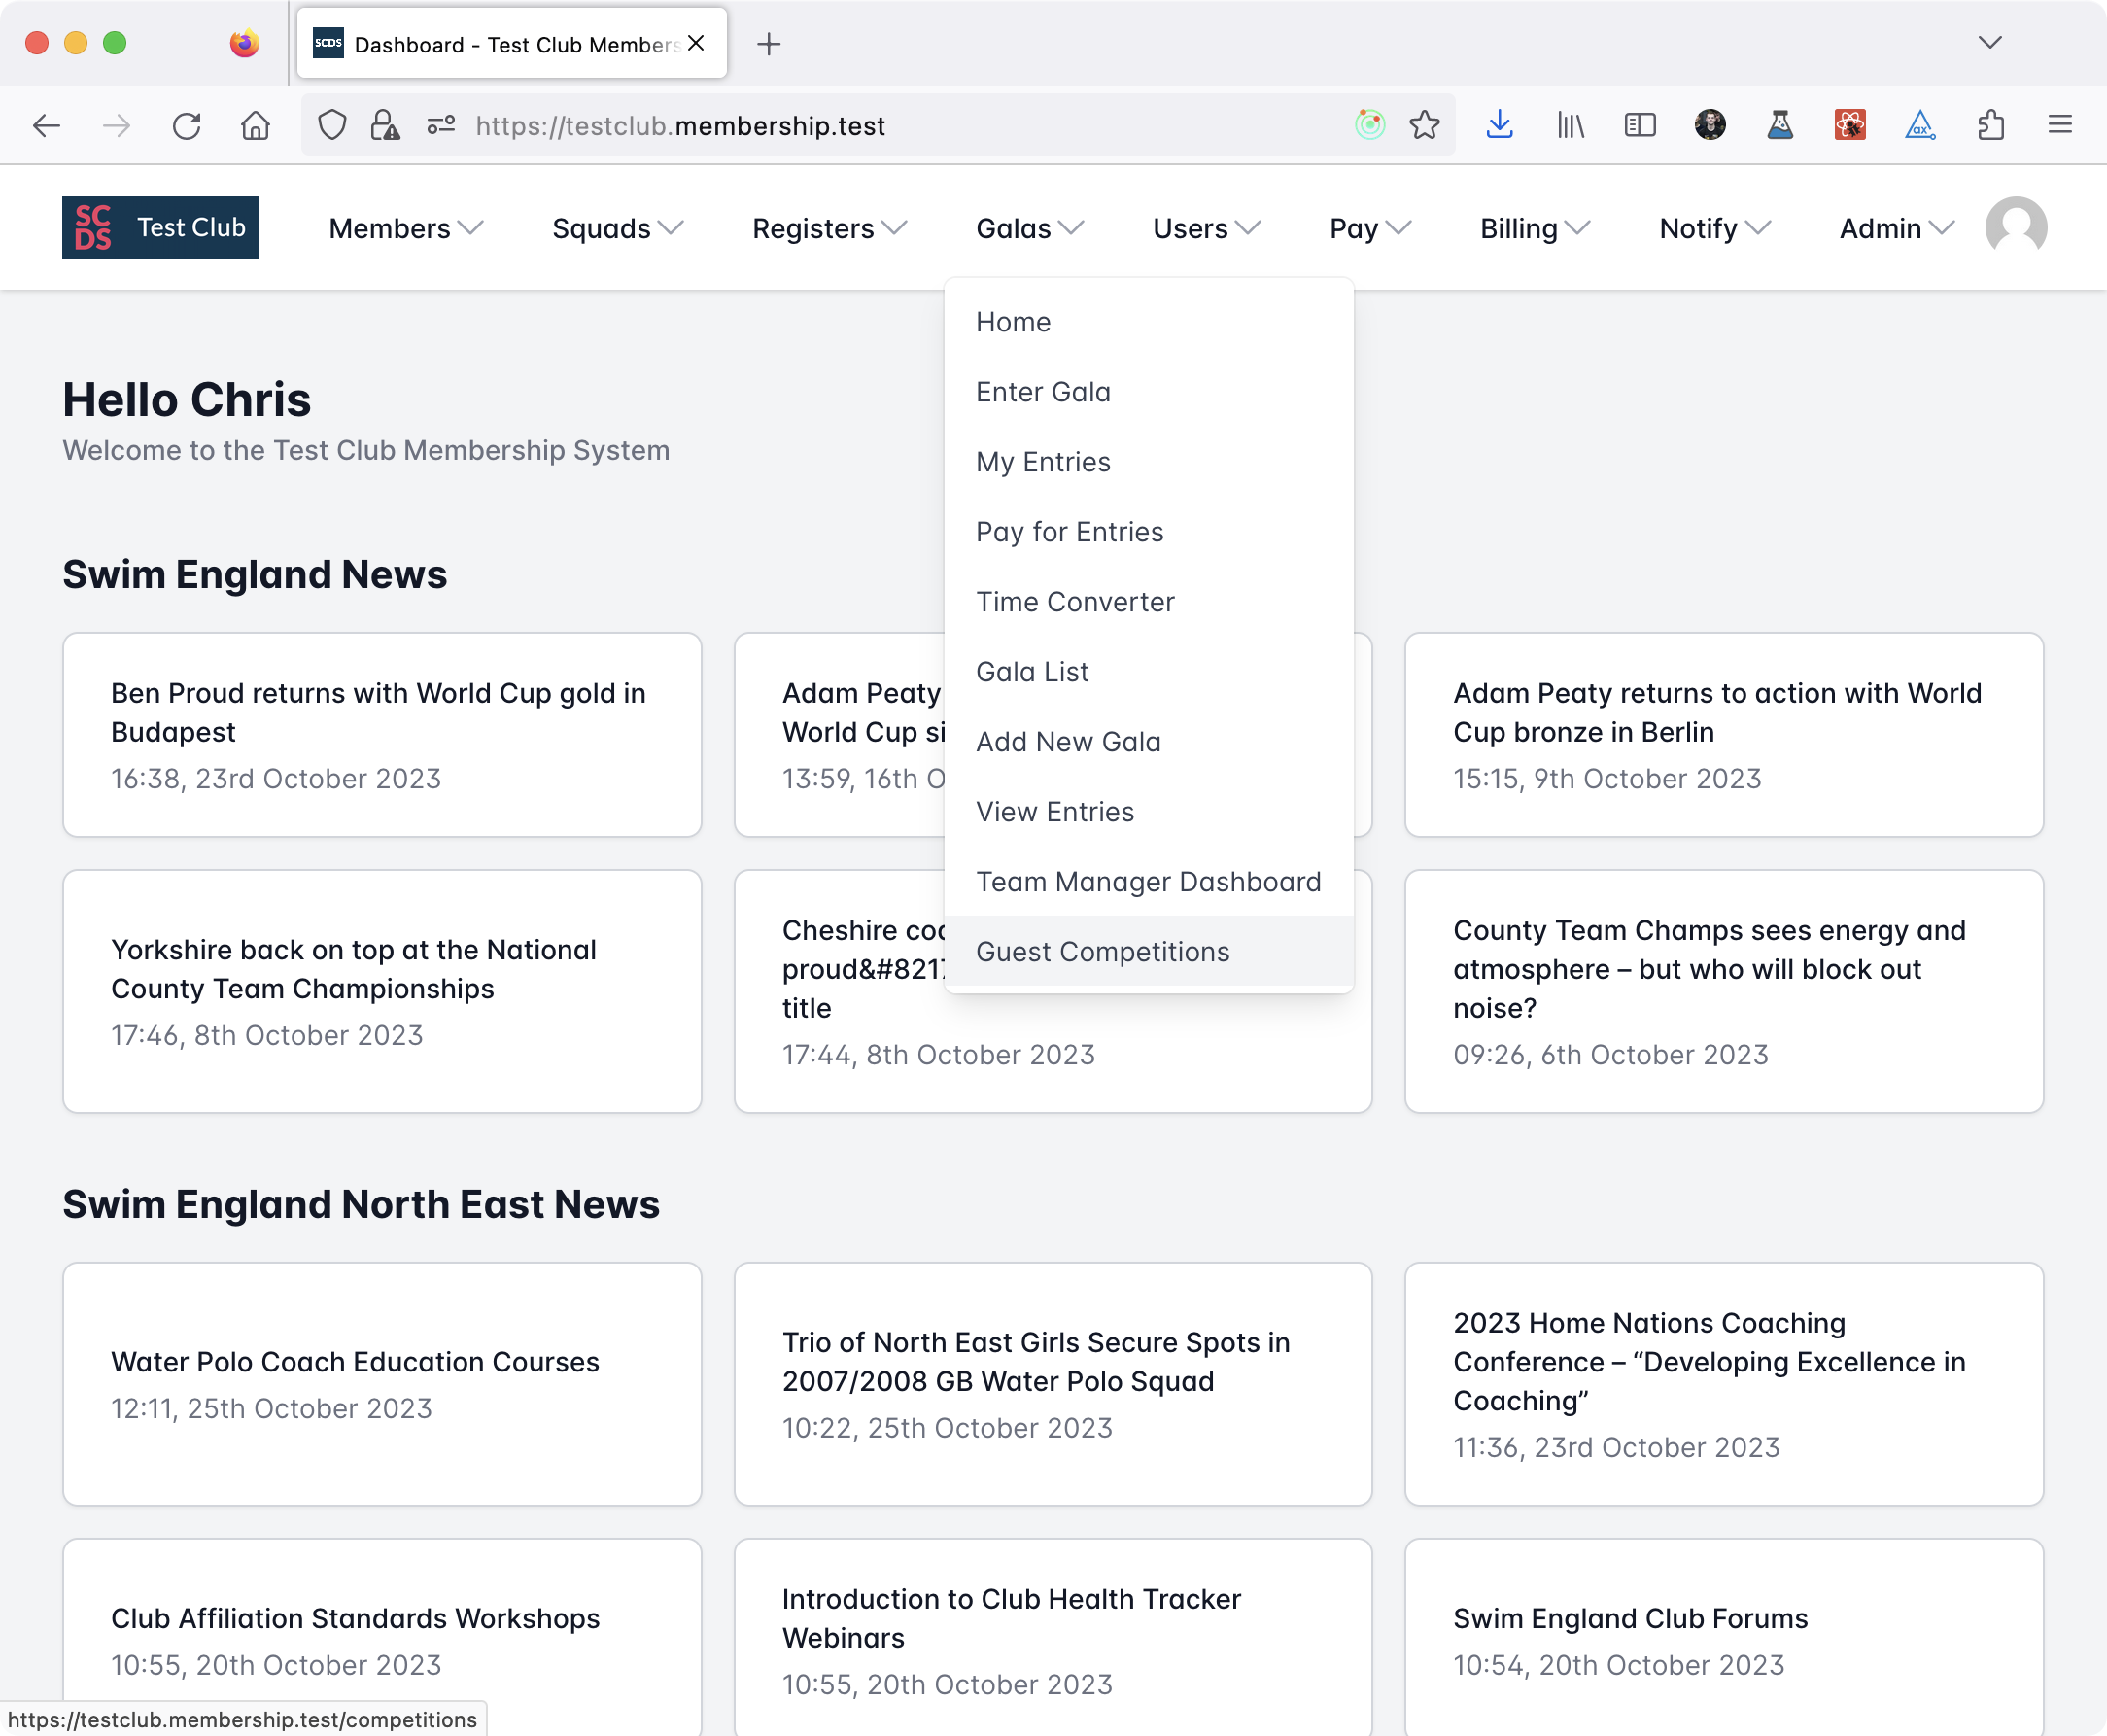 SCDS Dashboard - Test Club Members
https://testclub.membership.test
SC
DS
Test Club
Members
Squads
Registers
Galas
Users
Pay
Billing
Notify
Admin
Home
Enter Gala
My Entries
Pay for Entries
Time Converter
Gala List
Add New Gala
View Entries
Team Manager Dashboard
Guest Competitions
Hello Chris
Welcome to the Test Club Membership System
Swim England News
Ben Proud returns with World Cup gold in
Budapest
16:38, 23rd October 2023
Adam Peaty
World Cup si
13:59, 16th O
Adam Peaty returns to action with World
Cup bronze in Berlin
15:15, 9th October 2023
Yorkshire back on top at the National
County Team Championships
17:46, 8th October 2023
Cheshire
proud&#8217
title
17:44, 8th October 2023
County Team Champs sees energy and
atmosphere – but who will block out
noise?
09:26, 6th October 2023
Swim England North East News
Water Polo Coach Education Courses
12:11, 25th October 2023
Trio of North East Girls Secure Spots in
2007/2008 GB Water Polo Squad
10:22, 25th October 2023
2023 Home Nations Coaching
Conference – “Developing Excellence in
Coaching”
11:36, 23rd October 2023
Club Affiliation Standards Workshops
10:55, 20th October 2023
Introduction to Club Health Tracker
Webinars
10:55, 20th October 2023
Swim England Club Forums
10:54, 20th October 2023
https://testclub.membership.test/competitions